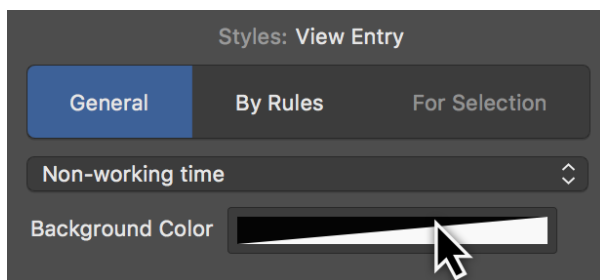 Styles: View Entry
General By Rules For Selection
Non-working time
Background Color